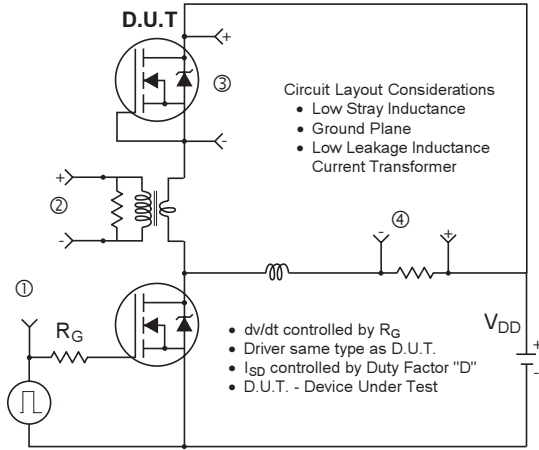 D.U.T
+
③
-
Circuit Layout Considerations
• Low Stray Inductance
• Ground Plane
• Low Leakage Inductance
Current Transformer
+
②
-
④
- +
①
RG
VDD
+
-
• dv/dt controlled by RG
• Driver same type as D.U.T.
• ISD controlled by Duty Factor "D"
• D.U.T. - Device Under Test